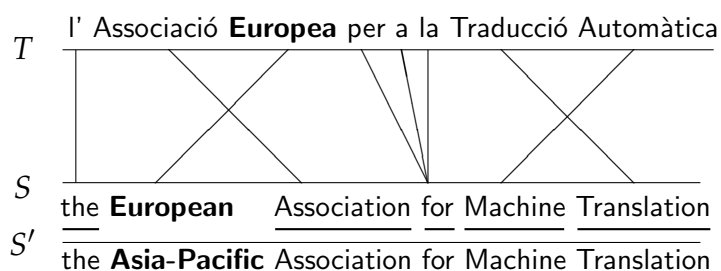 l' Associació Europea per a la Traducció Automàtica
T
S
the European Association for Machine Translation
S′
the Asia-Pacific Association for Machine Translation